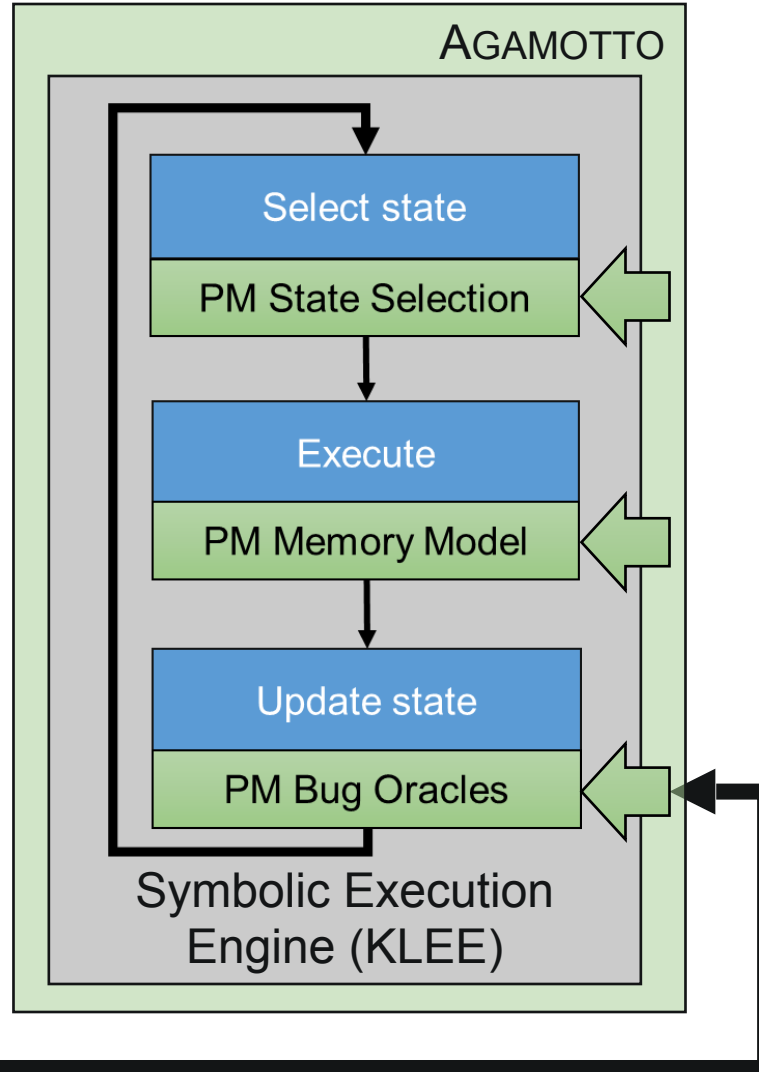 AGAMOTTO
Select state
PM State Selection
Execute
PM Memory Model
Update state
PM Bug Oracles
Symbolic Execution
Engine (KLEE)